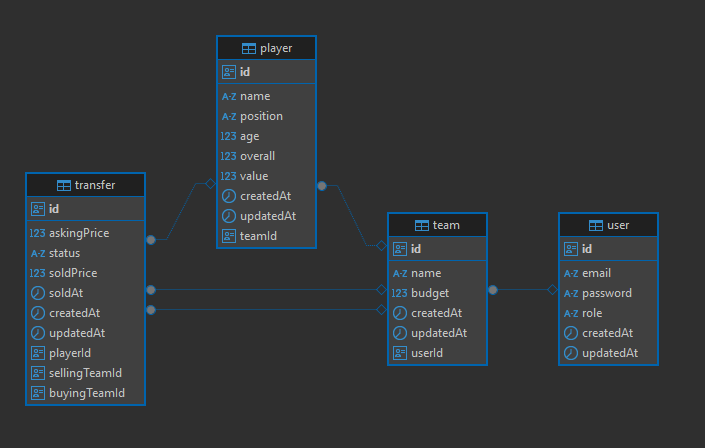 player
id
A-Z name
A-Z position
123 age
123 overall
123 value
createdAt
updatedAt
teamId
transfer
id
123 askingPrice
A-Z status
123 soldPrice
soldAt
createdAt
updatedAt
playerId
sellingTeamId
buyingTeamId
team
id
A-Z name
123 budget
createdAt
updatedAt
userId
user
id
A-Z email
A-Z password
A-Z role
createdAt
updatedAt